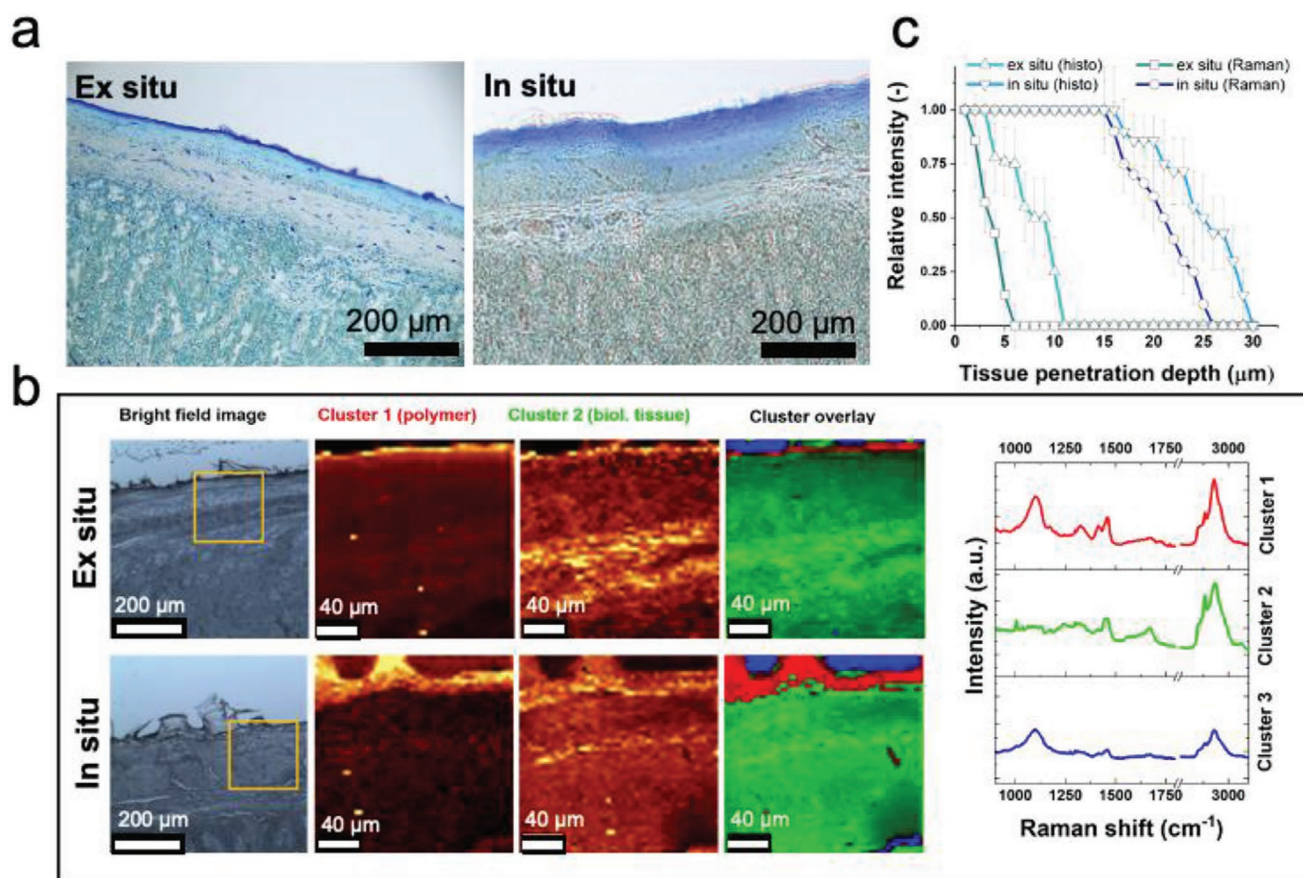 a
Ex situ
200 µm
In situ
200 µm
c
ex situ (histo)
in situ (histo)
ex situ (Raman)
in situ (Raman)
Relative intensity (-)
1.00
0.75
0.50
0.25
0.00
0 5 10 15 20 25 30
Tissue penetration depth (µm)
b
Bright field image
Cluster 1 (polymer)
Cluster 2 (biol. tissue)
Cluster overlay
Ex situ
200 µm
40 µm
40 µm
40 µm
In situ
200 µm
40 µm
40 µm
40 µm
1000 1250 1500 1750 3000
Intensity (a.u.)
Cluster 1
Cluster 2
Cluster 3
1000 1250 1500 1750 3000
Raman shift (cm⁻¹)